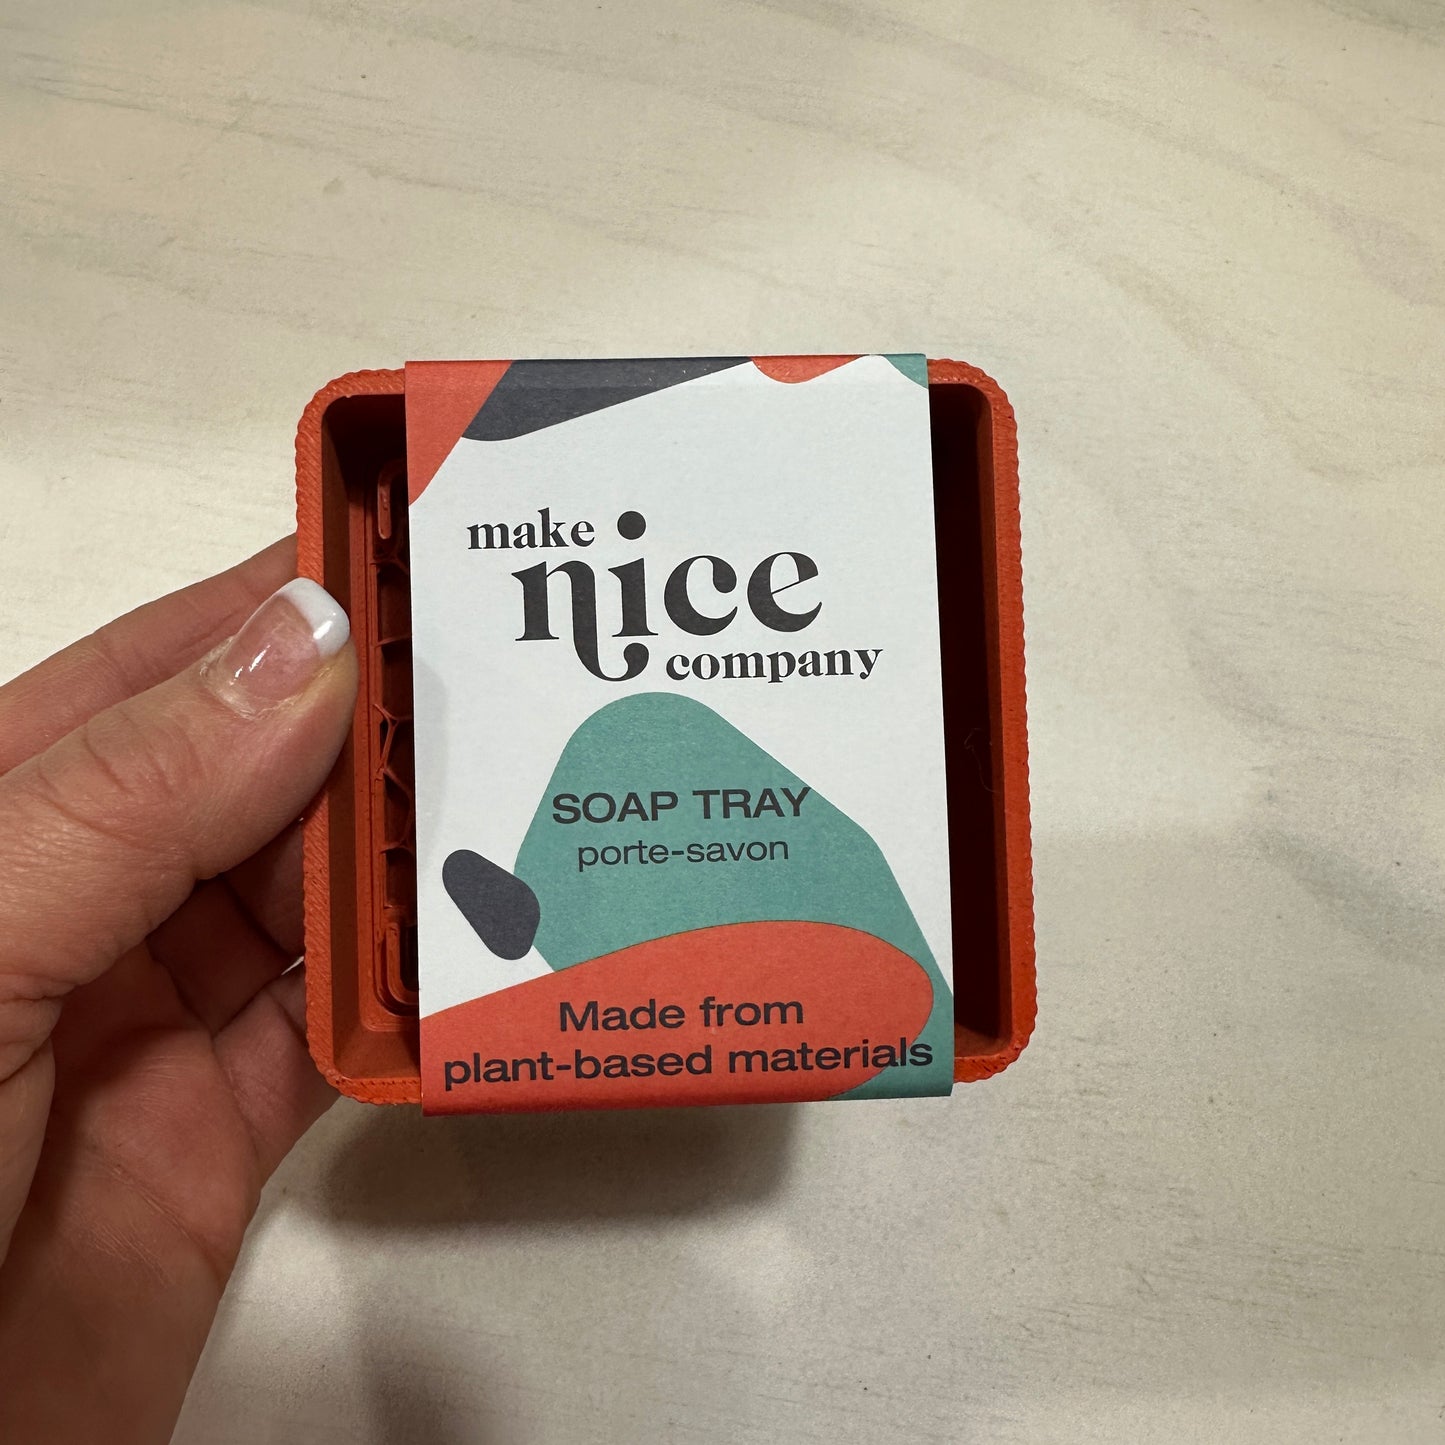 make
nice
company
SOAP TRAY
porte-savon
Made from
plant-based materials